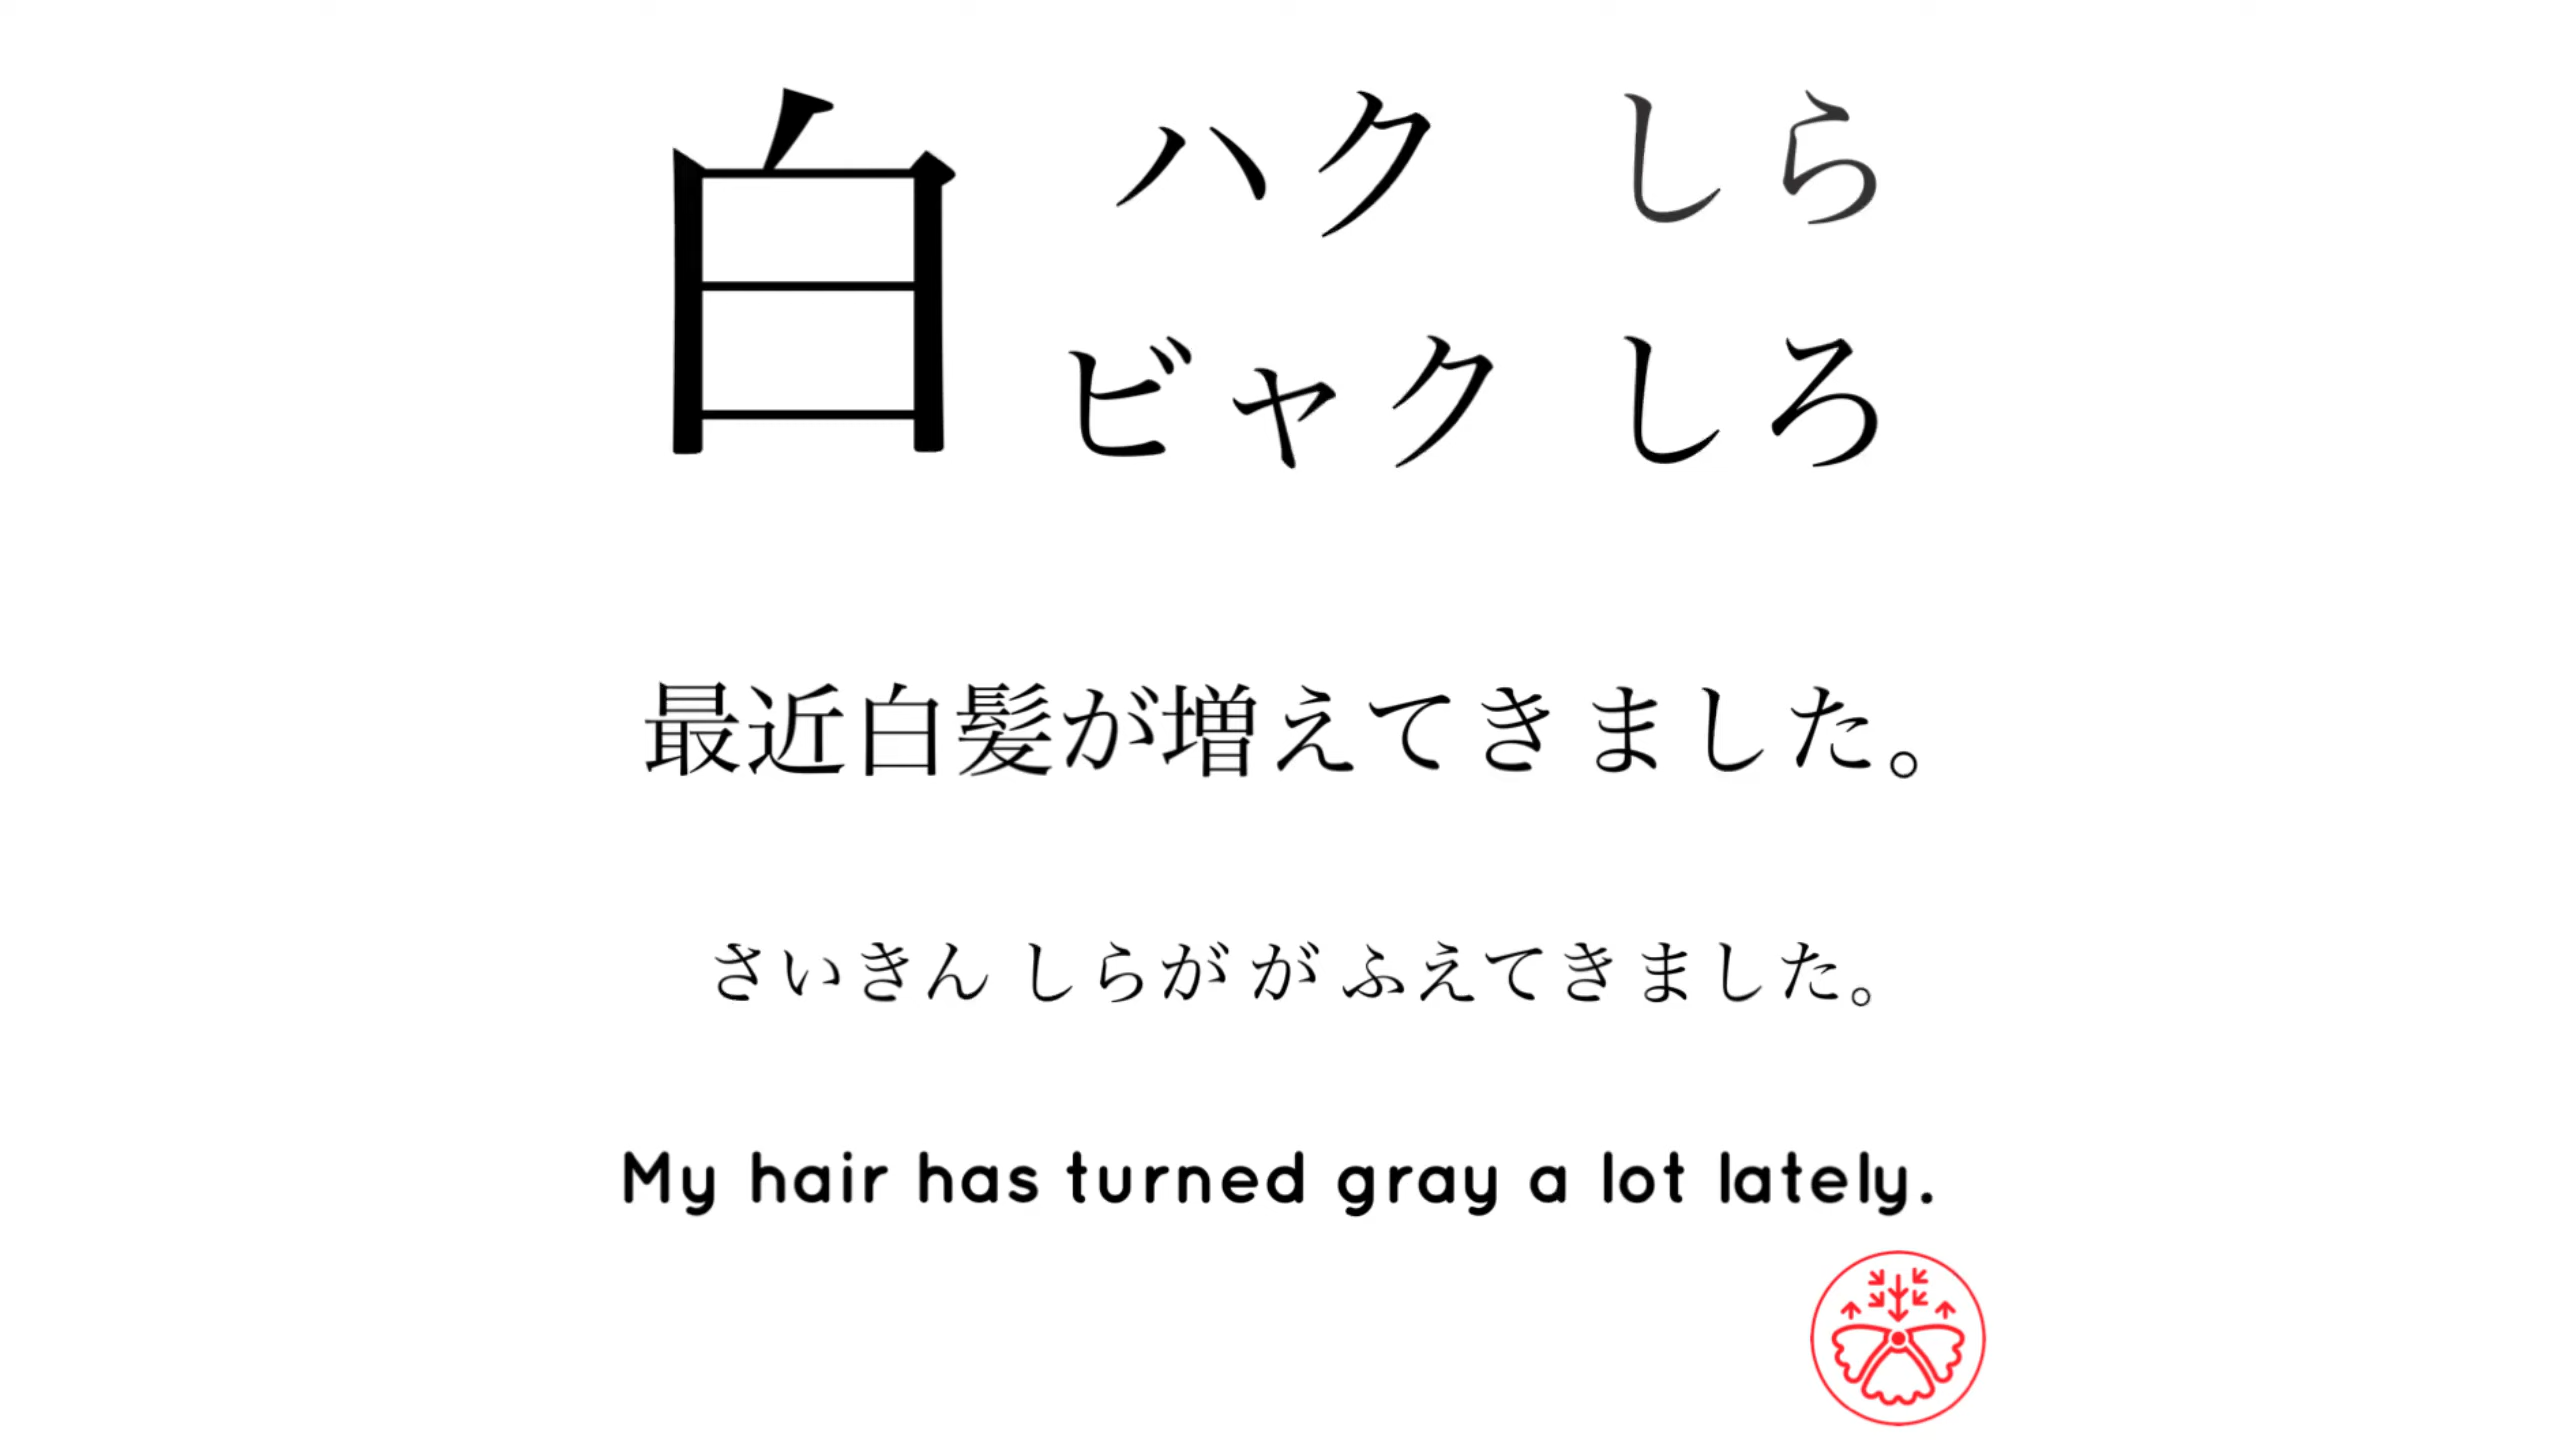 白 ハク しら
ビャク しろ
最近白髪が増えてきました。
さいきん しらが が ふえてきました。
My hair has turned gray a lot lately.